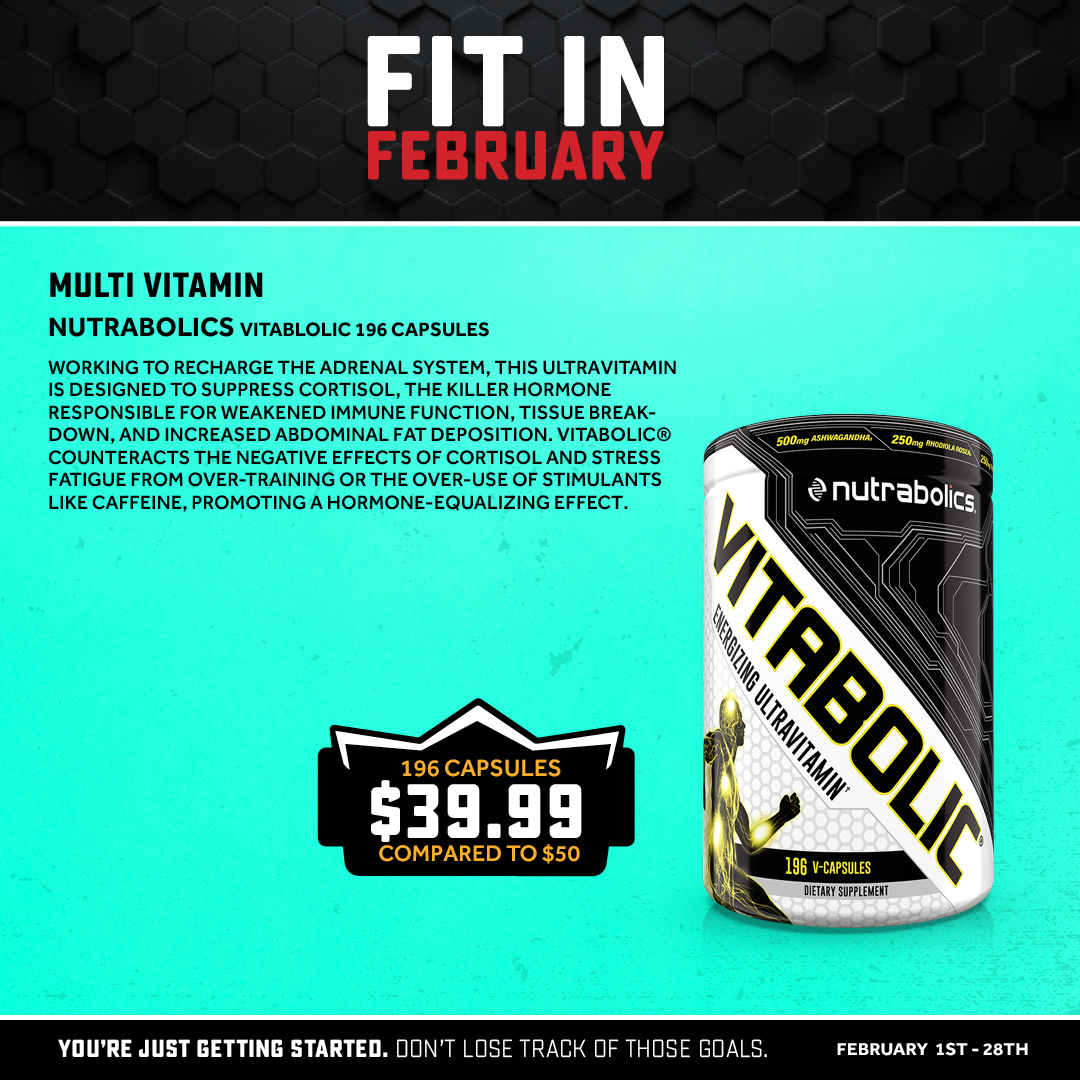 FIT IN
FEBRUARY
MULTI VITAMIN
NUTRABOLICS VITABLOLIC 196 CAPSULES
WORKING TO RECHARGE THE ADRENAL SYSTEM, THIS ULTRAVITAMIN
IS DESIGNED TO SUPPRESS CORTISOL, THE KILLER HORMONE
RESPONSIBLE FOR WEAKENED IMMUNE FUNCTION, TISSUE BREAK-
DOWN, AND INCREASED ABDOMINAL FAT DEPOSITION. VITABOLIC®
COUNTERACTS THE NEGATIVE EFFECTS OF CORTISOL AND STRESS
FATIGUE FROM OVER-TRAINING OR THE OVER-USE OF STIMULANTS
LIKE CAFFEINE, PROMOTING A HORMONE-EQUALIZING EFFECT.
500mg ASHWAGANDHA, 250mg RHODIOLA ROSEA
nutrabolics.
VITABOLIC®
ENERGIZING ULTRAVITAMIN†
196 V-CAPSULES
DIETARY SUPPLEMENT
196 CAPSULES
$39.99
COMPARED TO $50
YOU'RE JUST GETTING STARTED. DON'T LOSE TRACK OF THOSE GOALS.
FEBRUARY 1ST - 28TH